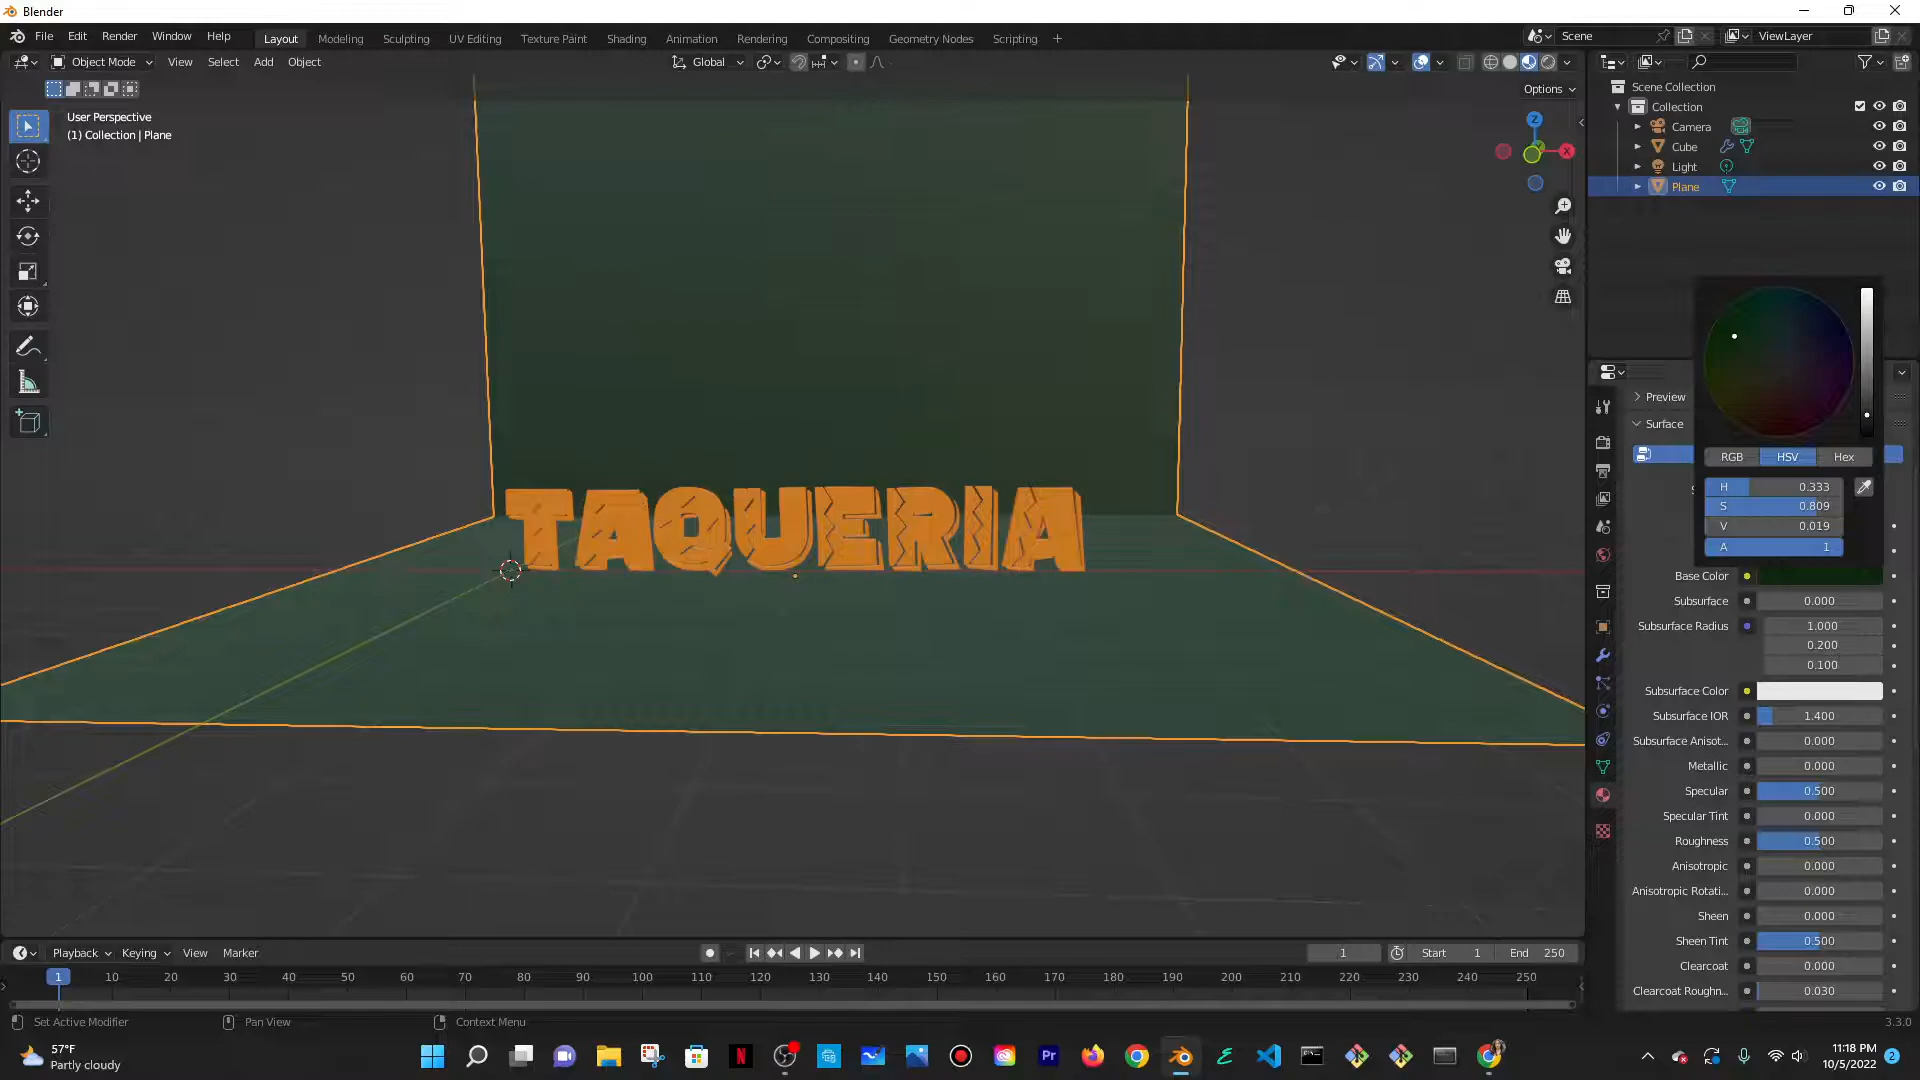 Blender
File Edit Render Window Help
Layout Modeling Sculpting UV Editing Texture Paint Shading Animation Rendering Compositing Geometry Nodes Scripting +
Scene
ViewLayer
Object Mode View Select Add Object
Global
Options
User Perspective
(1) Collection | Plane
Z
X
Scene Collection
Collection
Camera
Cube
Light
Plane
Preview
Surface
RGB HSV Hex
H 0.333
S 0.809
V 0.019
A 1
Base Color
Subsurface 0.000
Subsurface Radius 1.000
0.200
0.100
Subsurface Color
Subsurface IOR 1.400
Subsurface Anisot... 0.000
Metallic 0.000
Specular 0.500
Specular Tint 0.000
Roughness 0.500
Anisotropic 0.000
Anisotropic Rotati... 0.000
Sheen 0.000
Sheen Tint 0.500
Clearcoat 0.000
Clearcoat Roughn... 0.030
TAQUERIA
Playback Keying View Marker
1 Start 1 End 250
1 10 20 30 40 50 60 70 80 90 100 110 120 130 140 150 160 170 180 190 200 210 220 230 240 250
Set Active Modifier Pan View Context Menu
3.3.0
57°F
Partly cloudy
N
Pr
11:18 PM
10/5/2022
2